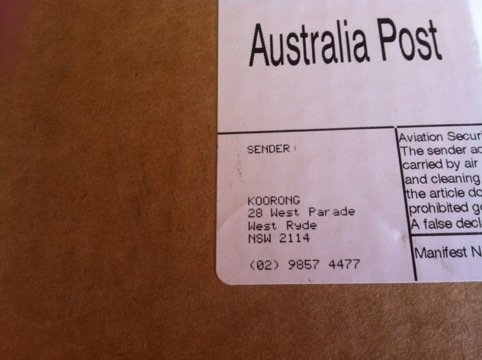 Australia Post
SENDER:
KOORONG
28 West Parade
West Ryde
NSW 2114
(02) 9857 4477
Aviation Secur
The sender ac
carried by air
and cleaning
the article do
prohibited go
A false decl
Manifest N